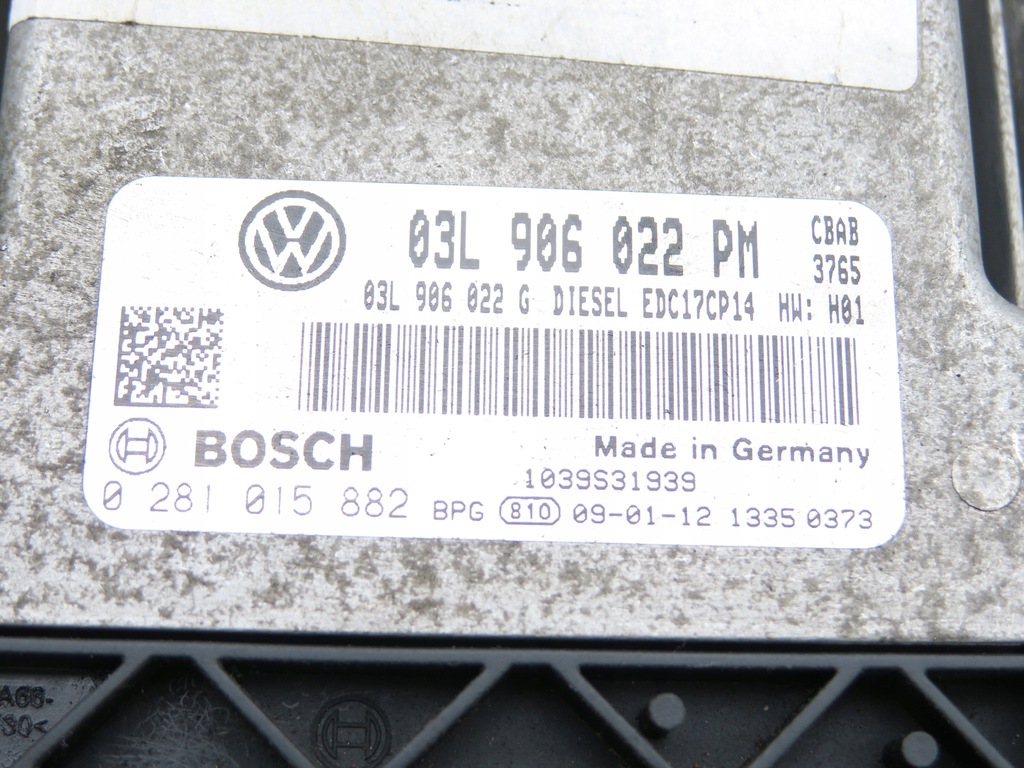 03L 906 022 PM CBAB
3765
03L 906 022 G DIESEL EDC17CP14 HW: H01
BOSCH Made in Germany
1039S31939
0 281 015 882 BPG 810 09-01-12 1335 0373